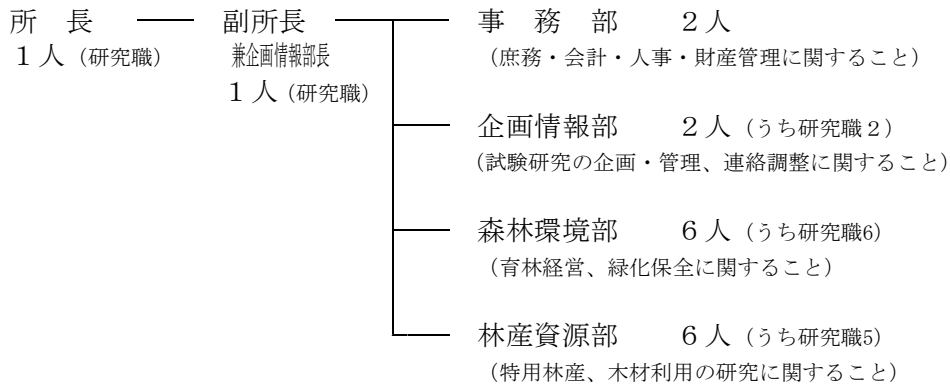 所 長 副所長 事 務 部 ２人
１人（研究職） 兼企画情報部長 （庶務・会計・人事・財産管理に関すること）
１人（研究職）
企画情報部 ２人（うち研究職２）
（試験研究の企画・管理、連絡調整に関すること）
森林環境部 ６人（うち研究職6）
（育林経営、緑化保全に関すること）
林産資源部 ６人（うち研究職5）
（特用林産、木材利用の研究に関すること）